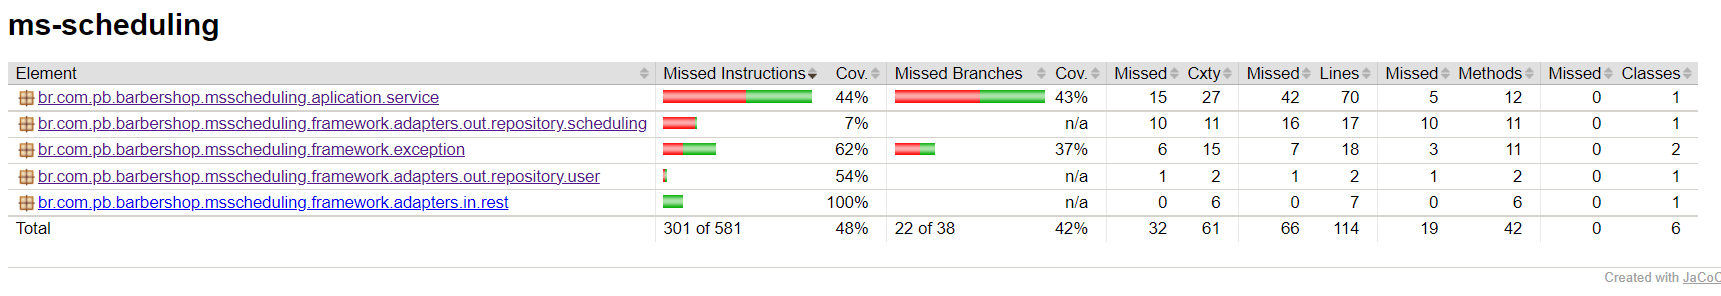 ms-scheduling
Element Missed Instructions Cov. Missed Branches Cov. Missed Cxty Missed Lines Missed Methods Missed Classes
br.com.pb.barbershop.msscheduling.aplication.service 44% 43% 15 27 42 70 5 12 0 1
br.com.pb.barbershop.msscheduling.framework.adapters.out.repository.scheduling 7% n/a 10 11 16 17 10 11 0 1
br.com.pb.barbershop.msscheduling.framework.exception 62% 37% 6 15 7 18 3 11 0 2
br.com.pb.barbershop.msscheduling.framework.adapters.out.repository.user 54% n/a 1 2 1 2 1 2 0 1
br.com.pb.barbershop.msscheduling.framework.adapters.in.rest 100% n/a 0 6 0 7 0 6 0 1
Total 301 of 581 48% 22 of 38 42% 32 61 66 114 19 42 0 6
Created with JaCoC